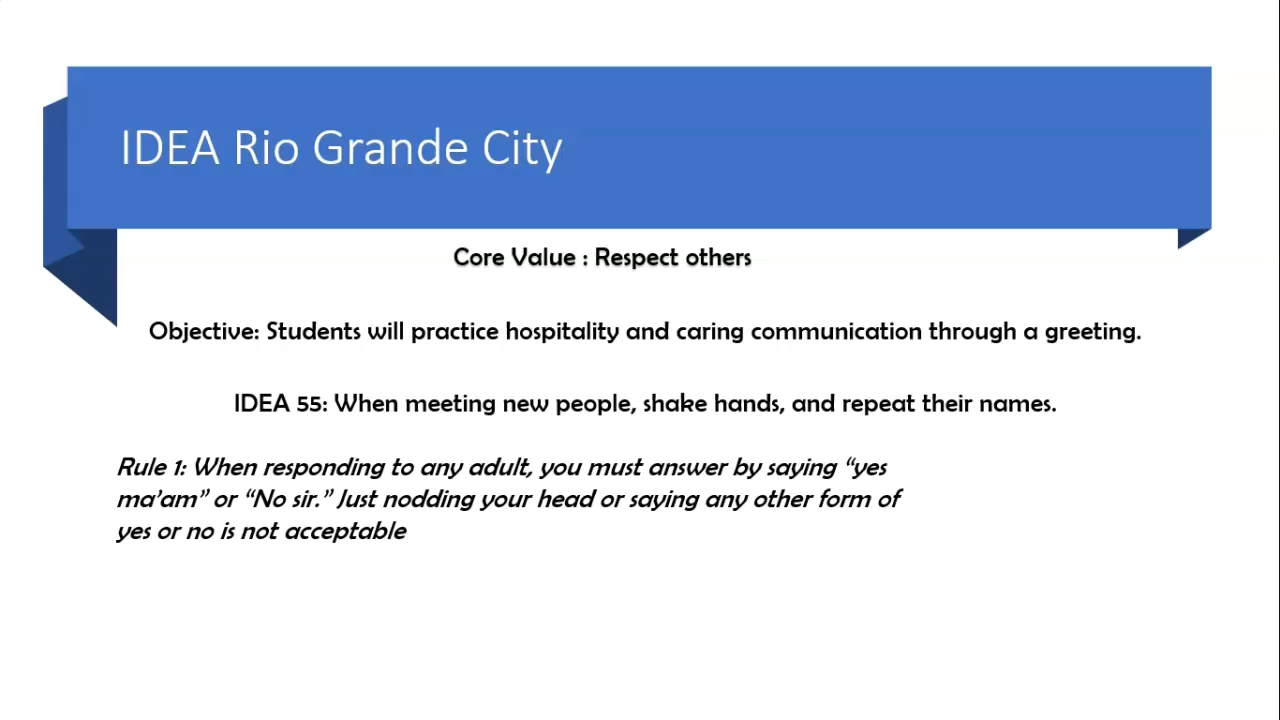 IDEA Rio Grande City
Core Value : Respect others
Objective: Students will practice hospitality and caring communication through a greeting.
IDEA 55: When meeting new people, shake hands, and repeat their names.
Rule 1: When responding to any adult, you must answer by saying “yes
ma’am” or “No sir.” Just nodding your head or saying any other form of
yes or no is not acceptable